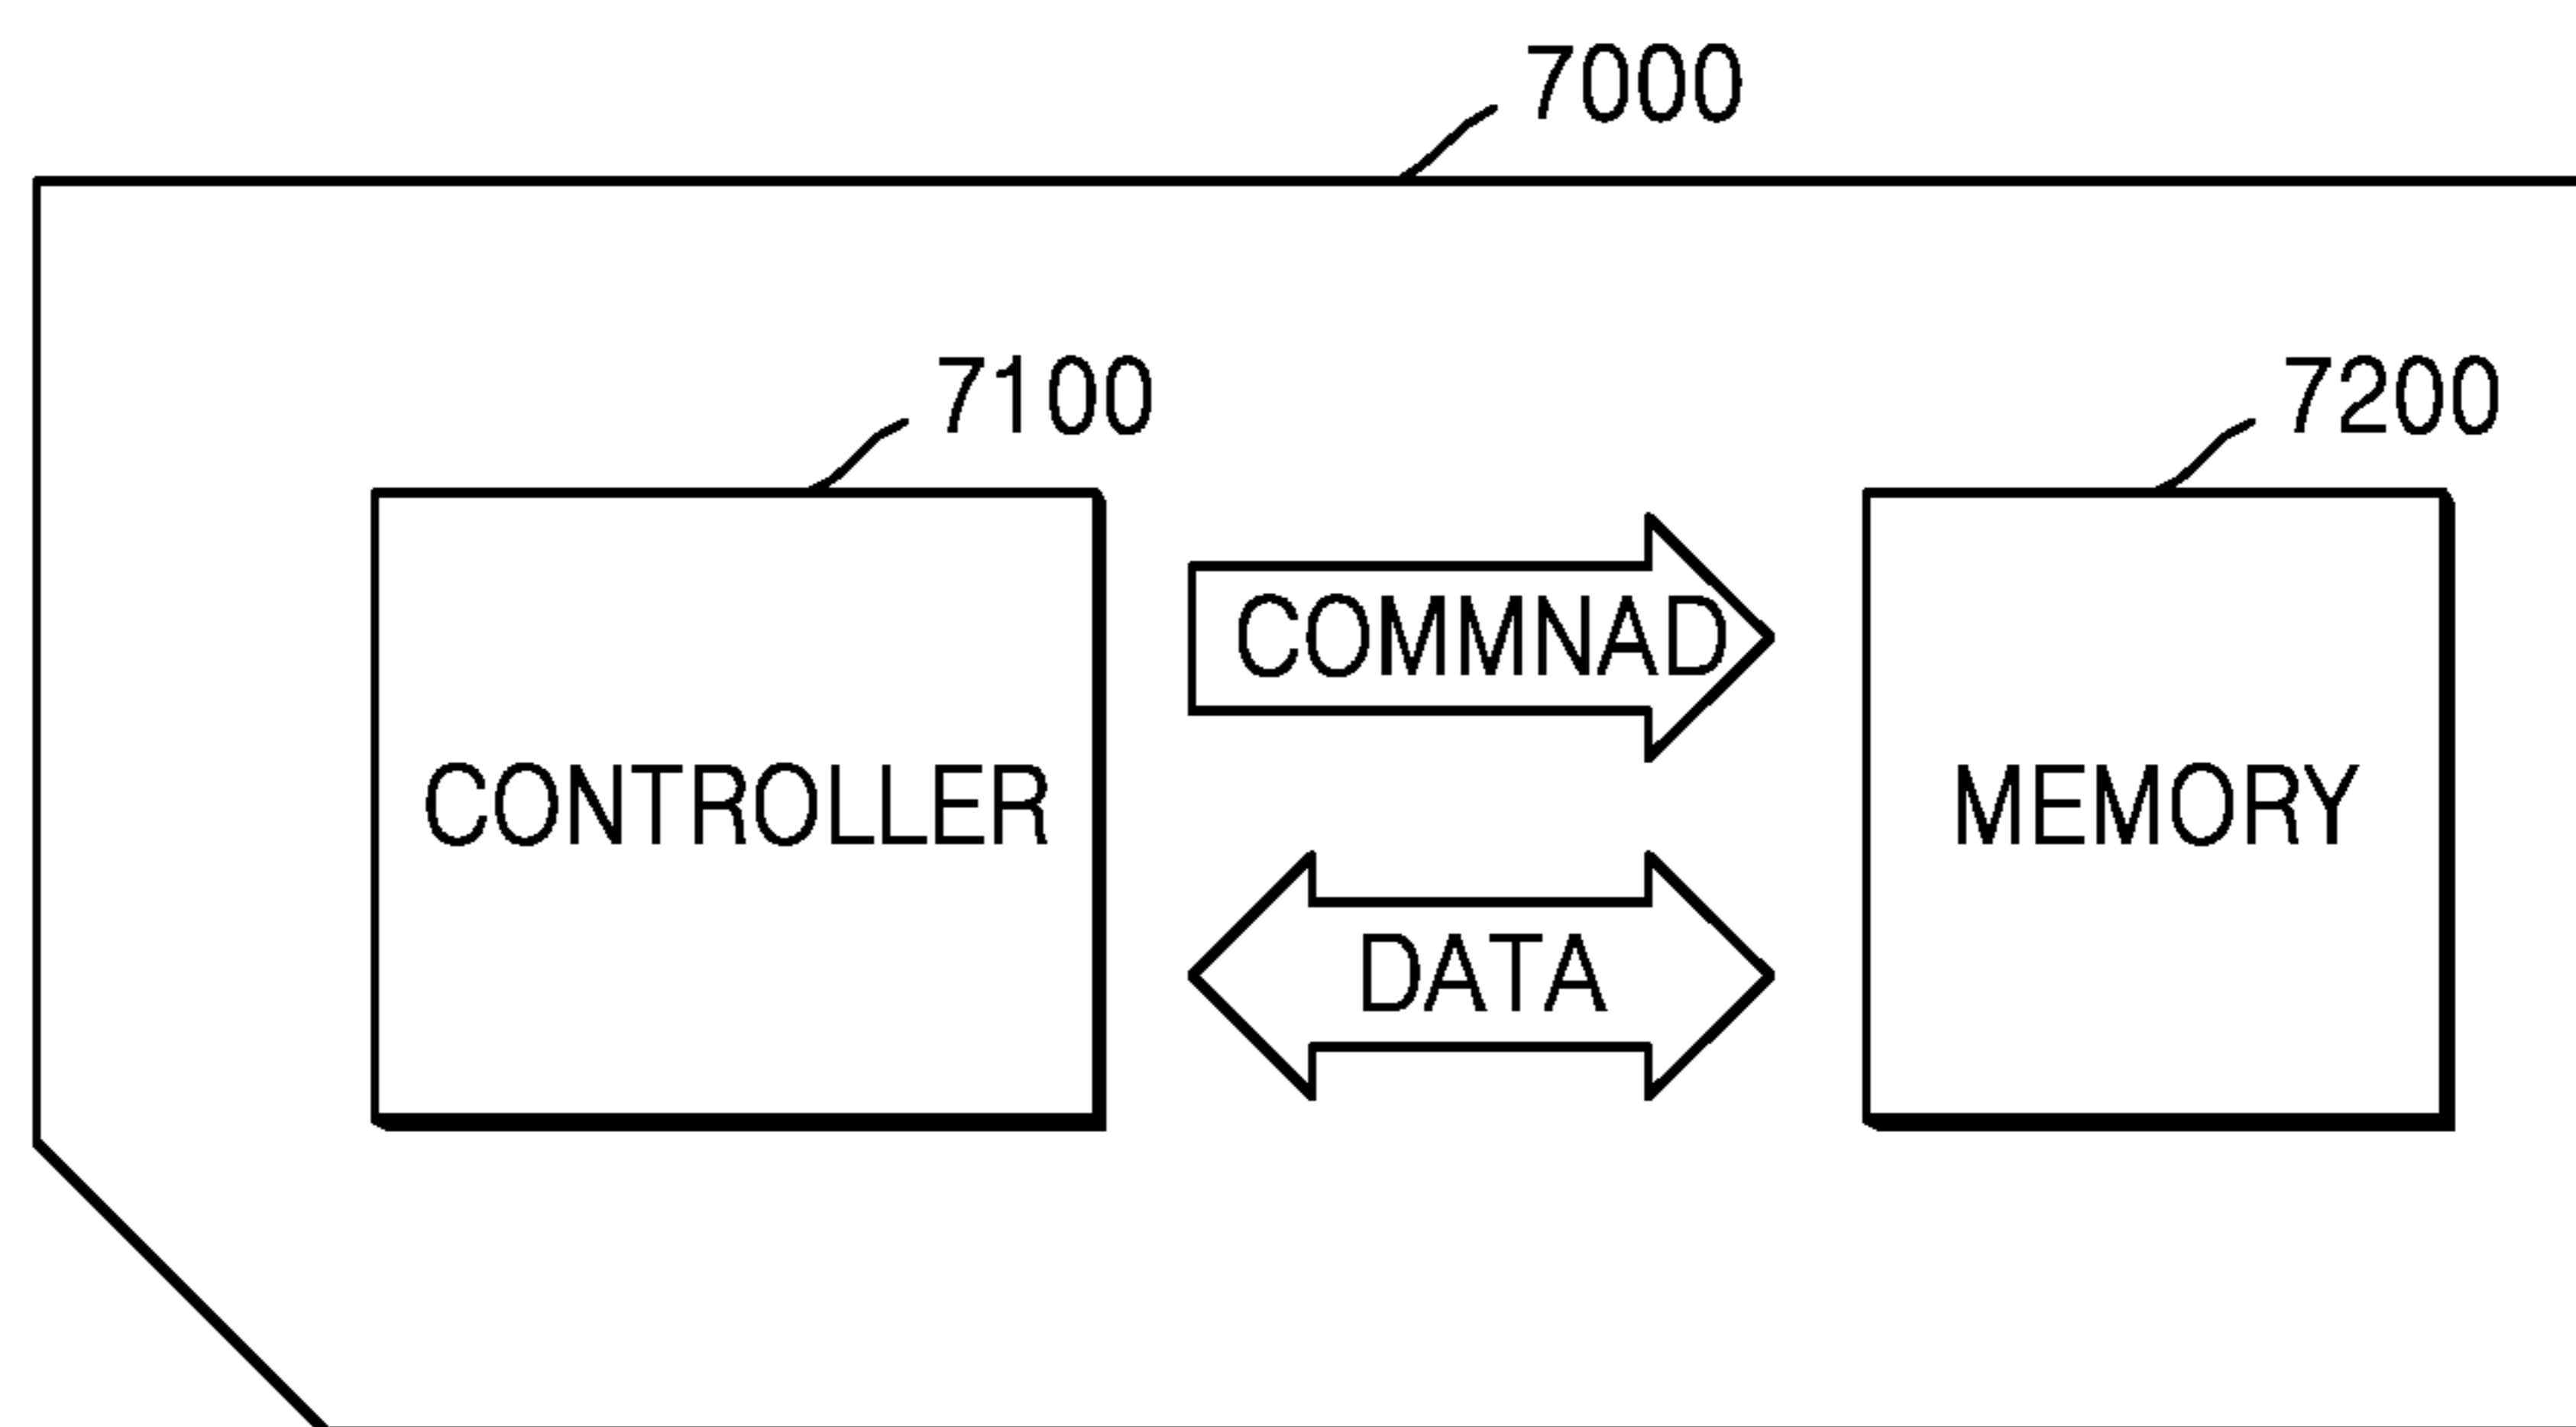 7000
7100
7200
COMMNAD
CONTROLLER
MEMORY
DATA